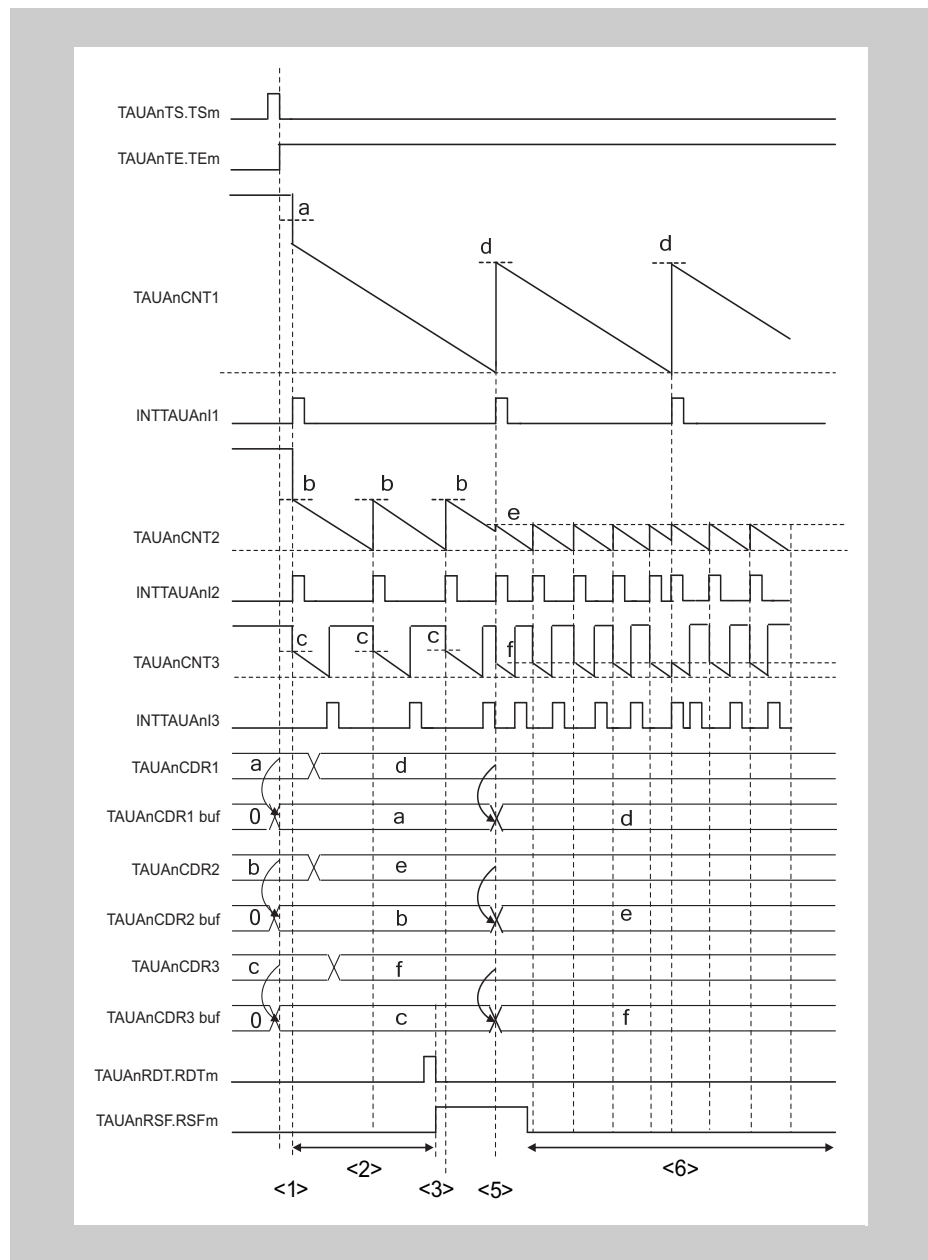 TAUAnTS.TSm
TAUAnTE.TEm
a
d
d
TAUAnCNT1
INTTAUAnI1
b
b
b
e
TAUAnCNT2
INTTAUAnI2
c
c
c
f
TAUAnCNT3
INTTAUAnI3
TAUAnCDR1
a
d
TAUAnCDR1 buf
0
a
d
TAUAnCDR2
b
e
TAUAnCDR2 buf
0
b
e
TAUAnCDR3
c
f
TAUAnCDR3 buf
0
c
f
TAUAnRDT.RDTm
TAUAnRSF.RSFm
<2>
<6>
<1>
<3>
<5>